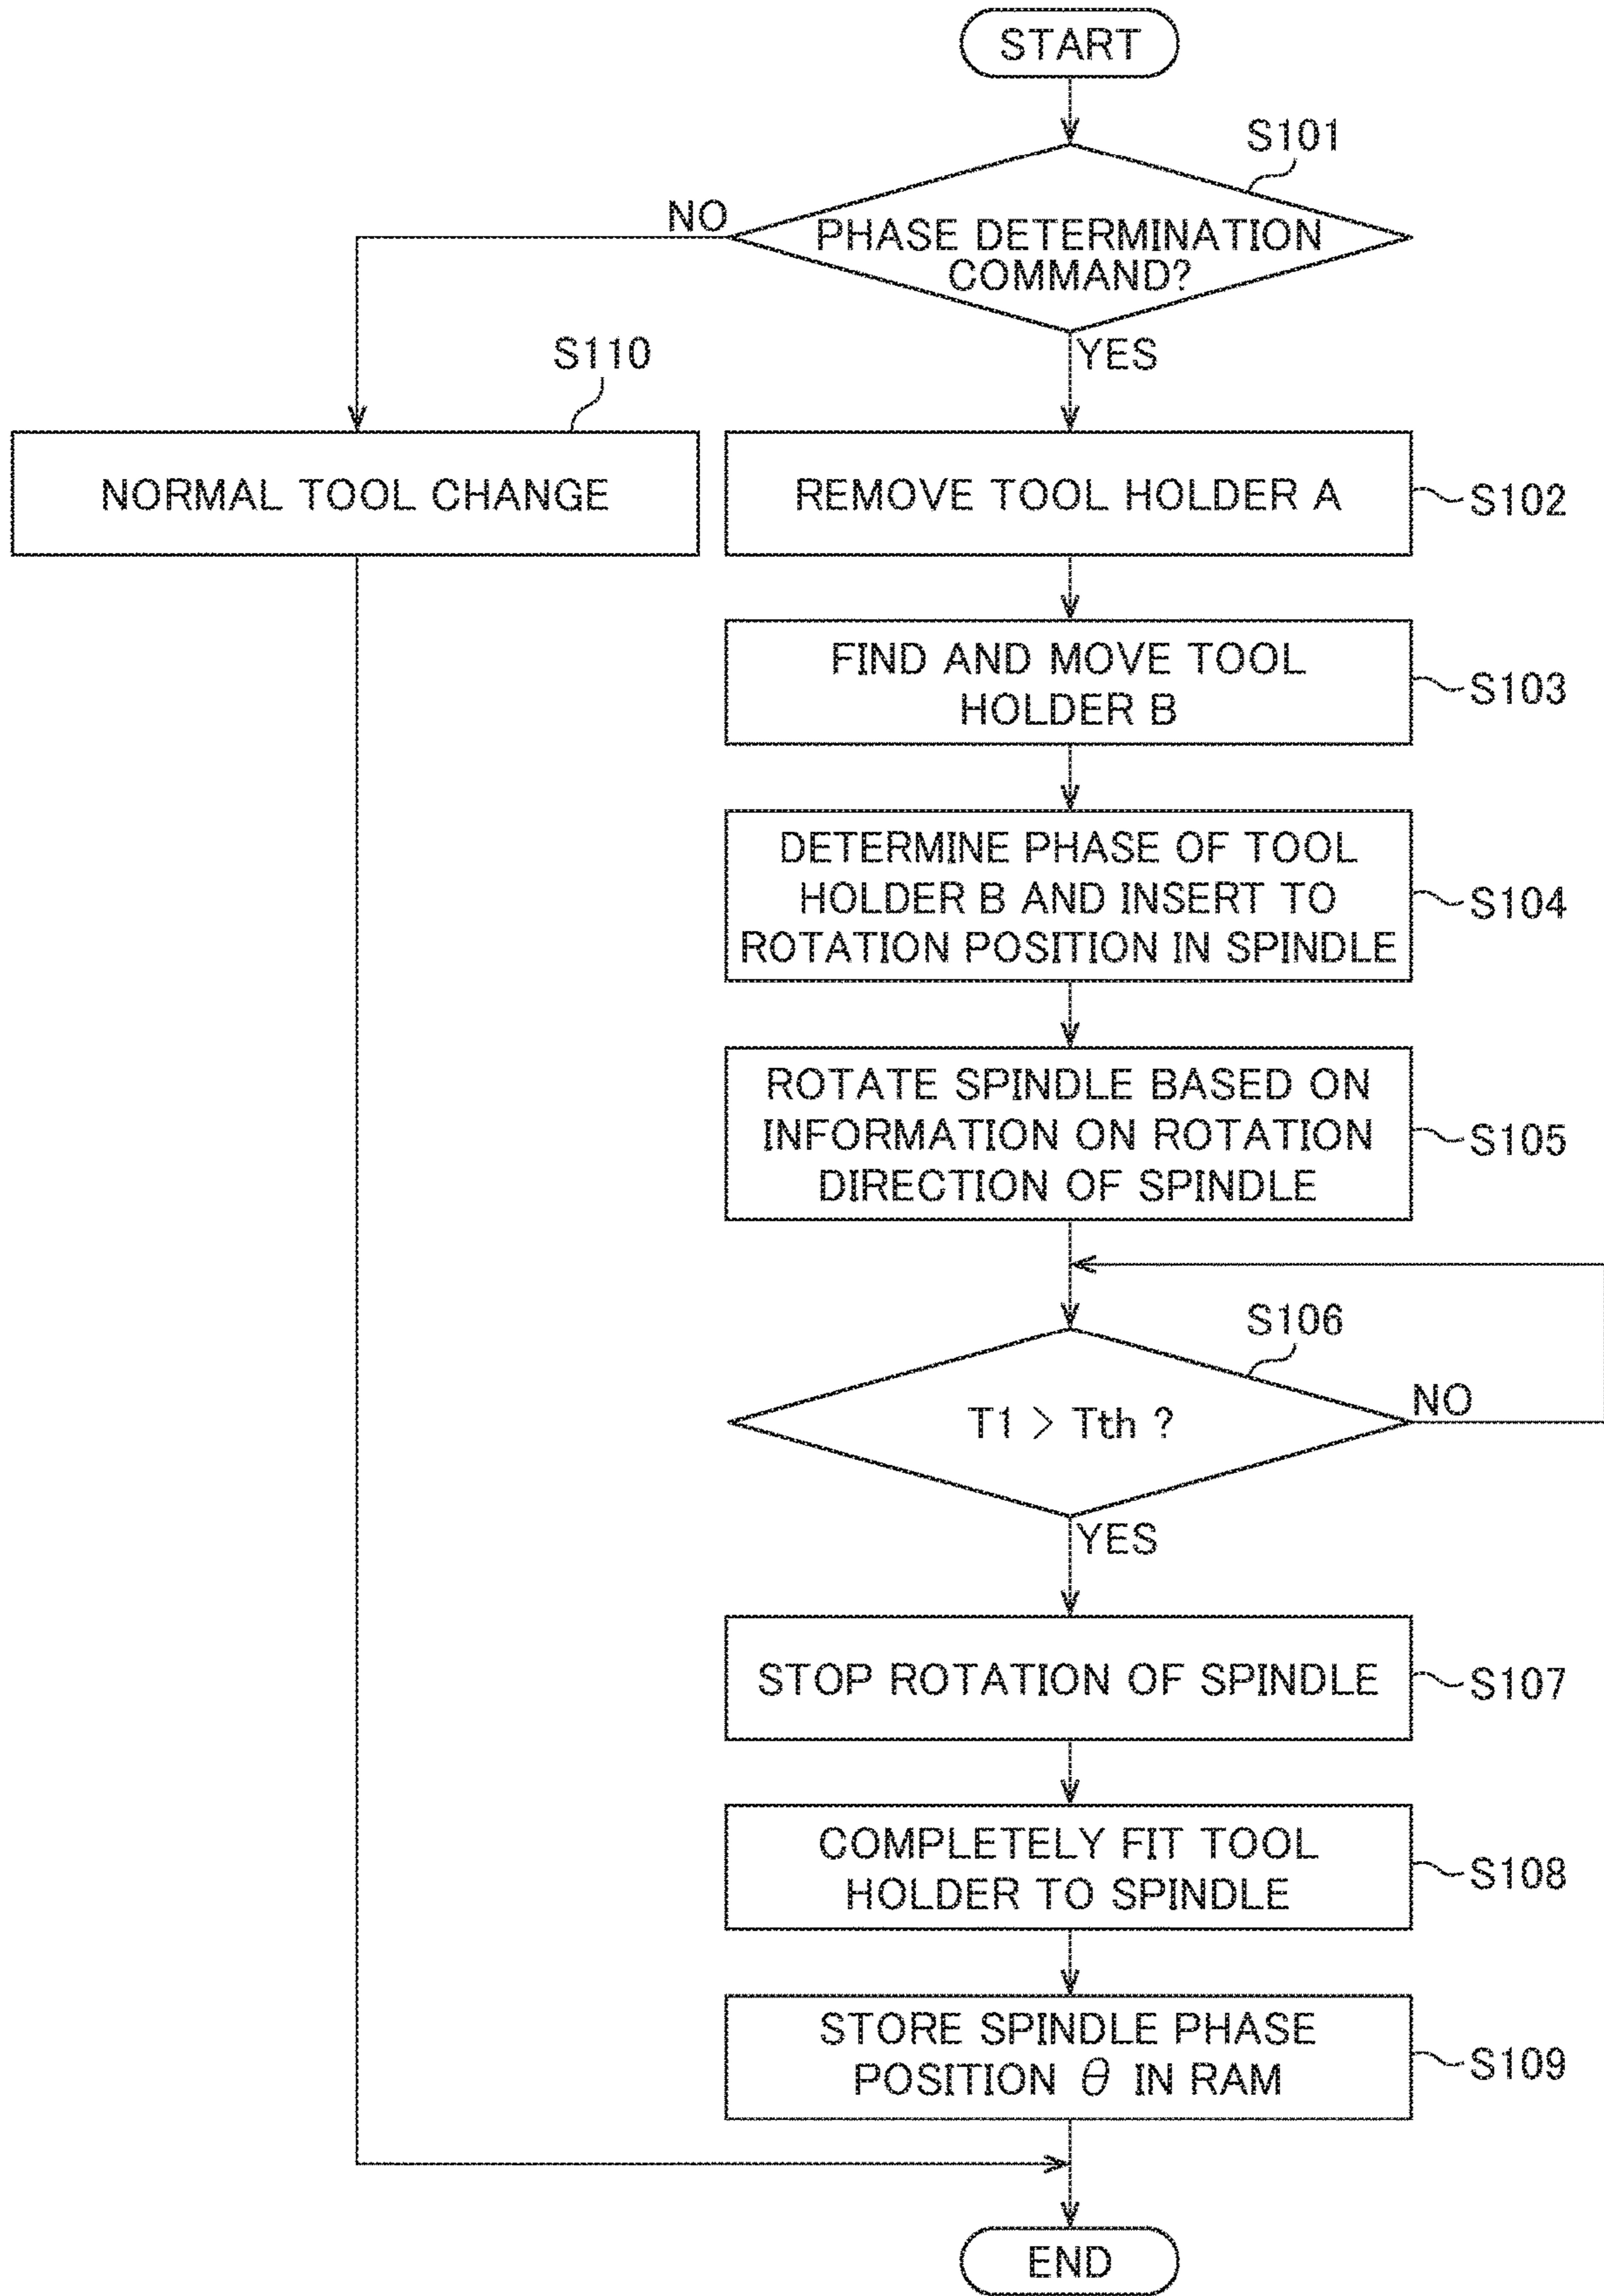 START
S101
PHASE DETERMINATION
COMMAND?
NO
YES
S110
NORMAL TOOL CHANGE
REMOVE TOOL HOLDER A
S102
FIND AND MOVE TOOL
HOLDER B
S103
DETERMINE PHASE OF TOOL
HOLDER B AND INSERT TO
ROTATION POSITION IN SPINDLE
S104
ROTATE SPINDLE BASED ON
INFORMATION ON ROTATION
DIRECTION OF SPINDLE
S105
S106
T1 > Tth ?
NO
YES
STOP ROTATION OF SPINDLE
S107
COMPLETELY FIT TOOL
HOLDER TO SPINDLE
S108
STORE SPINDLE PHASE
POSITION θ IN RAM
S109
END